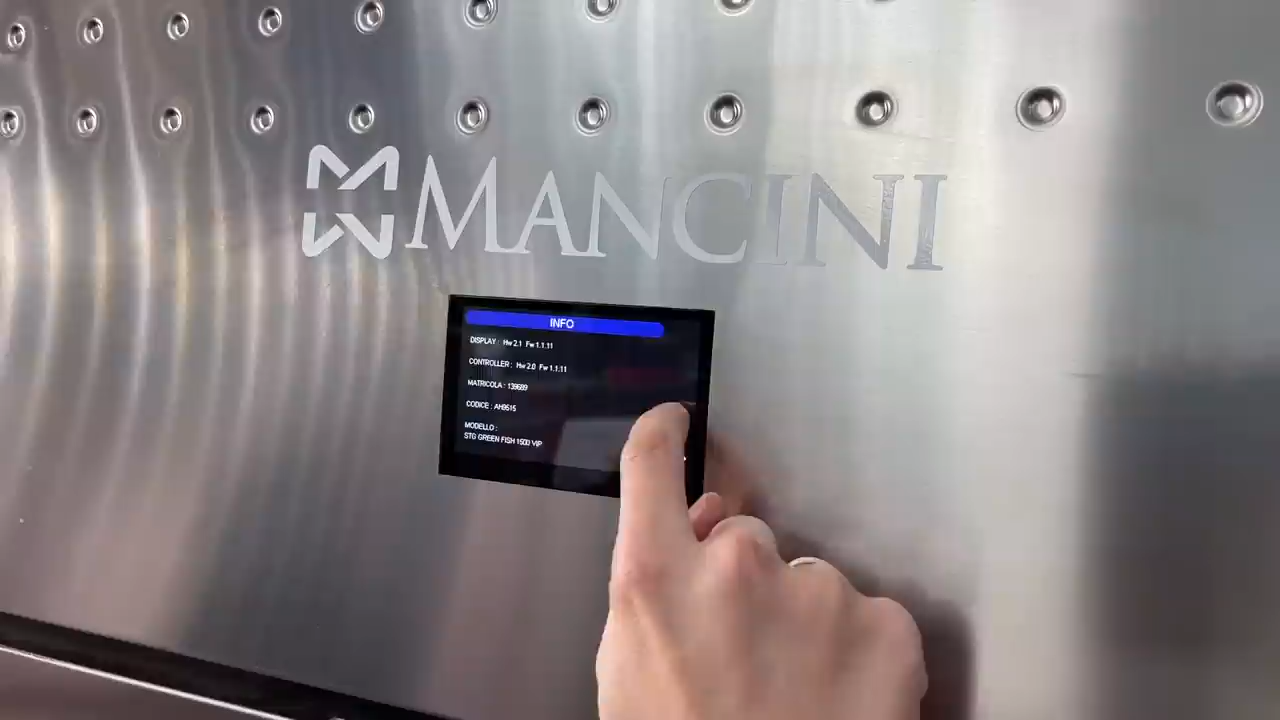 MANCINI
INFO
DISPLAY : Hw 2.1 Fw 1.1.11
CONTROLLER : Hw 2.0 Fw 1.1.11
MATRICOLA : 139689
CODICE : AH9515
MODELLO :
STG GREEN FISH 1500 VIP